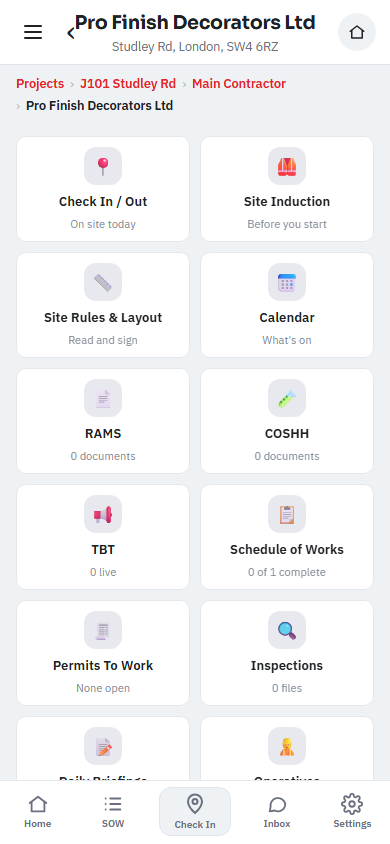 Pro Finish Decorators Ltd
Studley Rd, London, SW4 6RZ
Projects › J101 Studley Rd › Main Contractor
› Pro Finish Decorators Ltd
Check In / Out
On site today
Site Induction
Before you start
Site Rules & Layout
Read and sign
Calendar
What's on
RAMS
0 documents
COSHH
0 documents
TBT
0 live
Schedule of Works
0 of 1 complete
Permits To Work
None open
Inspections
0 files
Daily Briefings
Operatives
Home
SOW
Check In
Inbox
Settings